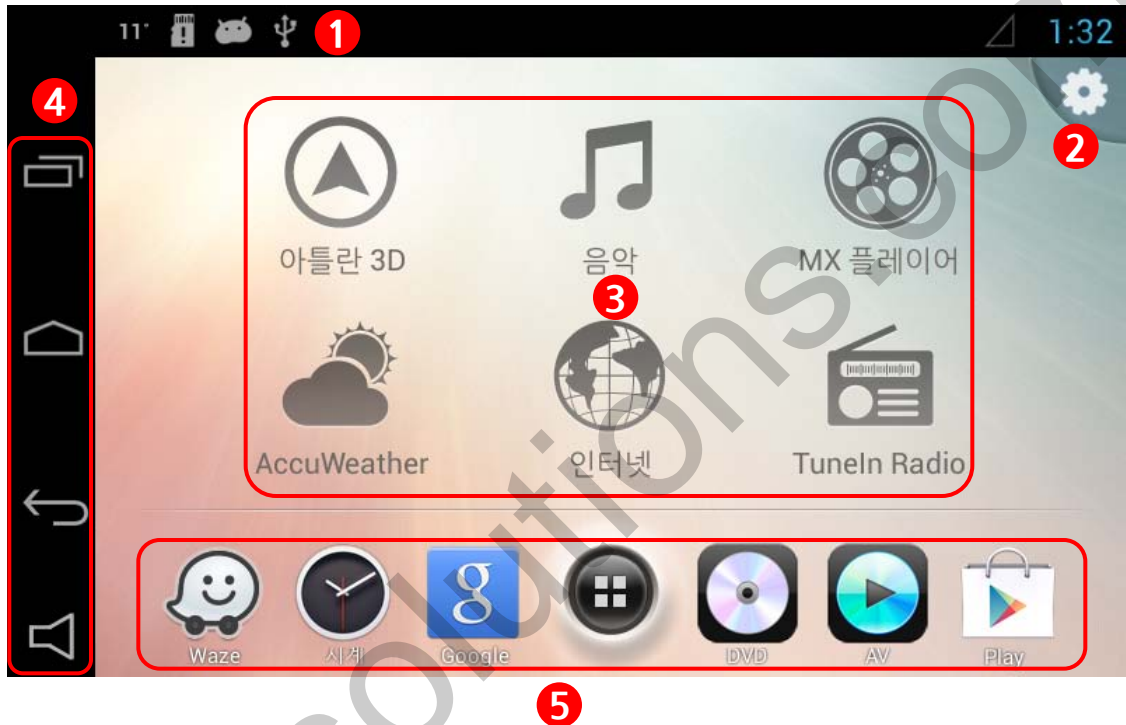 11° 1 1:32
4
2
아틀란 3D 음악 MX 플레이어
3
AccuWeather 인터넷 TuneIn Radio
g
Waze 시계 Google DVD AV Play
5
solutions.com